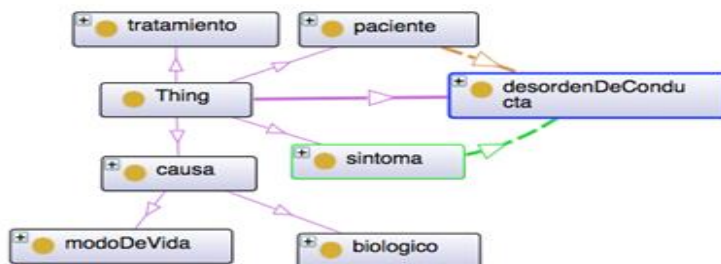 tratamiento
paciente
desordenDeCondu
cta
Thing
sintoma
causa
modoDeVida
biologico